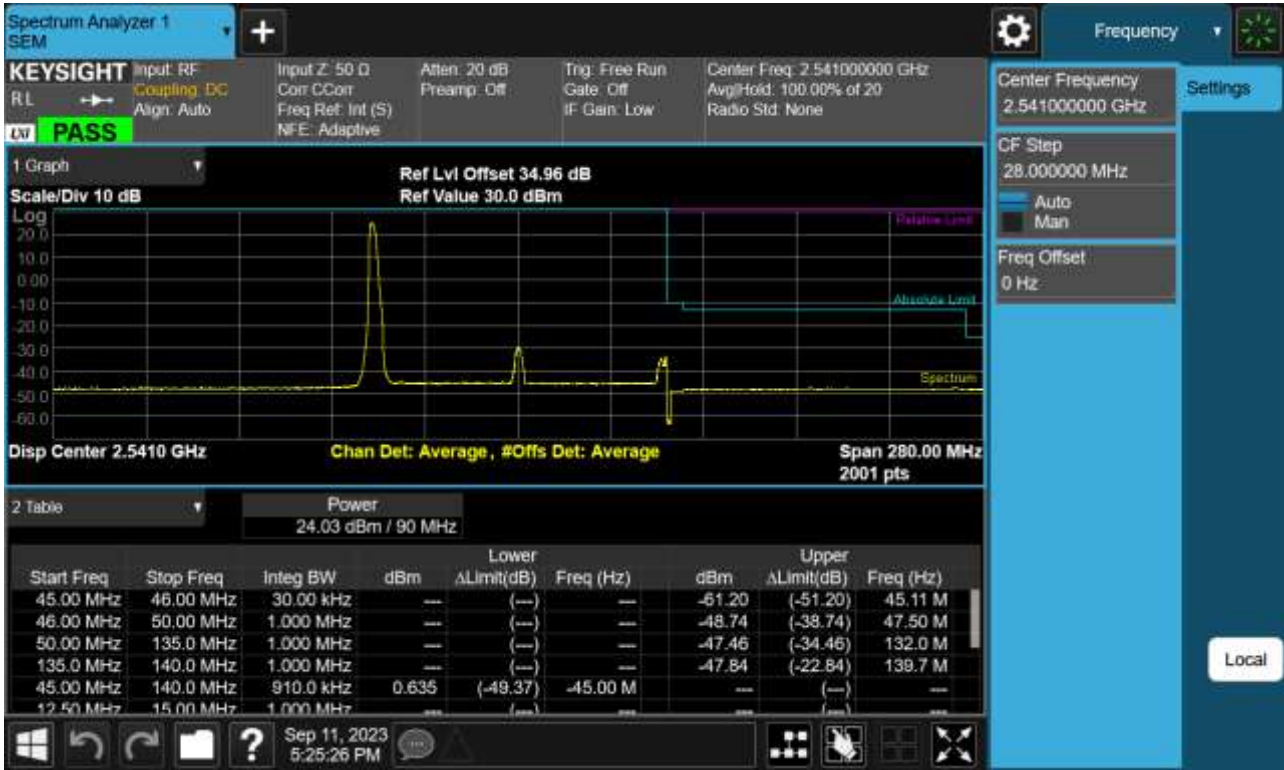 Spectrum Analyzer 1
SEM
+
Frequency
KEYSIGHT
RL
LXI
PASS
Input: RF
Coupling: DC
Align: Auto
Input Z: 50 Ω
Corr CCorr
Freq Ref: Int (S)
NFE: Adaptive
Atten: 20 dB
Preamp: Off
Trig: Free Run
Gate: Off
IF Gain: Low
Center Freq: 2.541000000 GHz
Avg|Hold: 100.00% of 20
Radio Std: None
Center Frequency
2.541000000 GHz
Settings
CF Step
28.000000 MHz
Auto
Man
Freq Offset
0 Hz
1 Graph
Scale/Div 10 dB
Ref Lvl Offset 34.96 dB
Ref Value 30.0 dBm
Log
20.0
10.0
0.00
-10.0
-20.0
-30.0
-40.0
-50.0
-60.0
Relative Limit
Absolute Limit
Spectrum
Disp Center 2.5410 GHz
Chan Det: Average, #Offs Det: Average
Span 280.00 MHz
2001 pts
2 Table
Power
24.03 dBm / 90 MHz
Lower Upper
Start Freq Stop Freq Integ BW dBm ΔLimit(dB) Freq (Hz) dBm ΔLimit(dB) Freq (Hz)
45.00 MHz 46.00 MHz 30.00 kHz --- (---) --- -61.20 (-51.20) 45.11 M
46.00 MHz 50.00 MHz 1.000 MHz --- (---) --- -48.74 (-38.74) 47.50 M
50.00 MHz 135.0 MHz 1.000 MHz --- (---) --- -47.46 (-34.46) 132.0 M
135.0 MHz 140.0 MHz 1.000 MHz --- (---) --- -47.84 (-22.84) 139.7 M
45.00 MHz 140.0 MHz 910.0 kHz 0.635 (-49.37) -45.00 M --- (---) ---
12.50 MHz 15.00 MHz 1.000 MHz --- (---) --- --- (---) ---
Local
?
Sep 11, 2023
5:25:26 PM